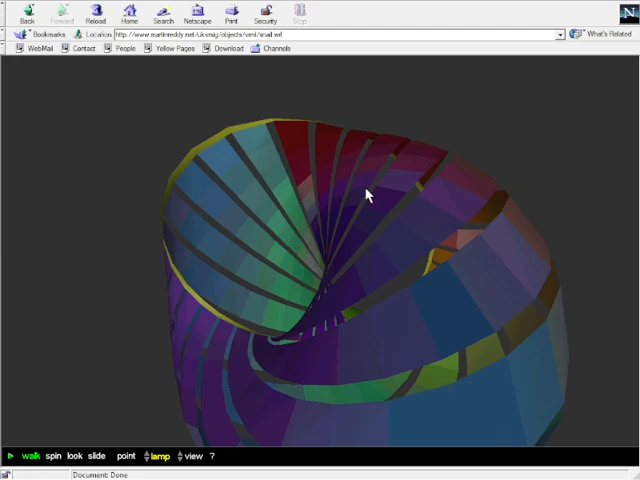 Back Forward Reload Home Search Netscape Print Security Stop
Bookmarks Location http://www.martinreddy.net/ukvrsig/objects/vrml/snail.wrl What's Related
WebMail Contact People Yellow Pages Download Channels
walk spin look slide point lamp view ?
Document: Done